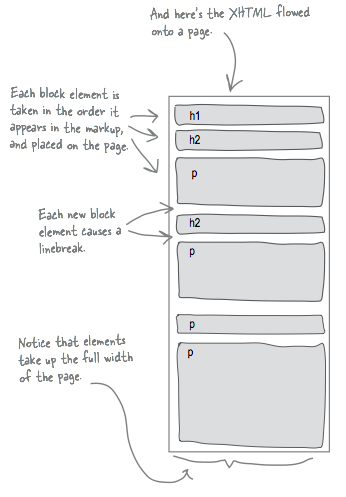 And here's the XHTML flowed
onto a page.
Each block element is
taken in the order it
appears in the markup,
and placed on the page.
h1
h2
p
Each new block
element causes a
linebreak.
h2
p
p
Notice that elements
take up the full width
of the page.
p